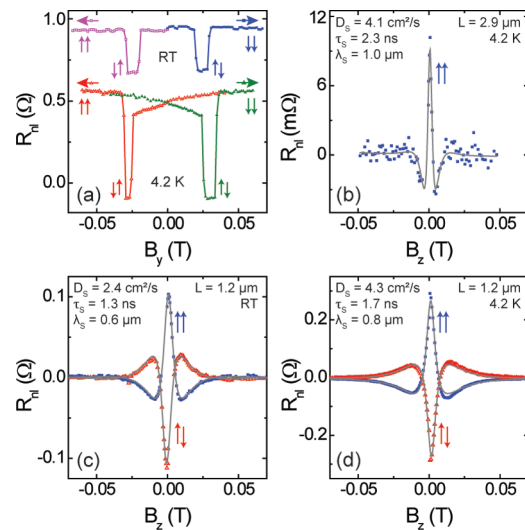 1.0
0.5
0.0
R_nl (Ω)
RT
4.2 K
(a)
-0.05 0.00 0.05
B_y (T)
D_S = 4.1 cm²/s
τ_S = 2.3 ns
λ_S = 1.0 μm
L = 2.9 μm
4.2 K
10
5
0
R_nl (mΩ)
(b)
-0.05 0.00 0.05
B_z (T)
D_S = 2.4 cm²/s
τ_S = 1.3 ns
λ_S = 0.6 μm
L = 1.2 μm
RT
0.1
0.0
-0.1
R_nl (Ω)
(c)
-0.05 0.00 0.05
B_z (T)
D_S = 4.3 cm²/s
τ_S = 1.7 ns
λ_S = 0.8 μm
L = 1.2 μm
4.2 K
0.2
0.0
-0.2
R_nl (Ω)
(d)
-0.05 0.00 0.05
B_z (T)